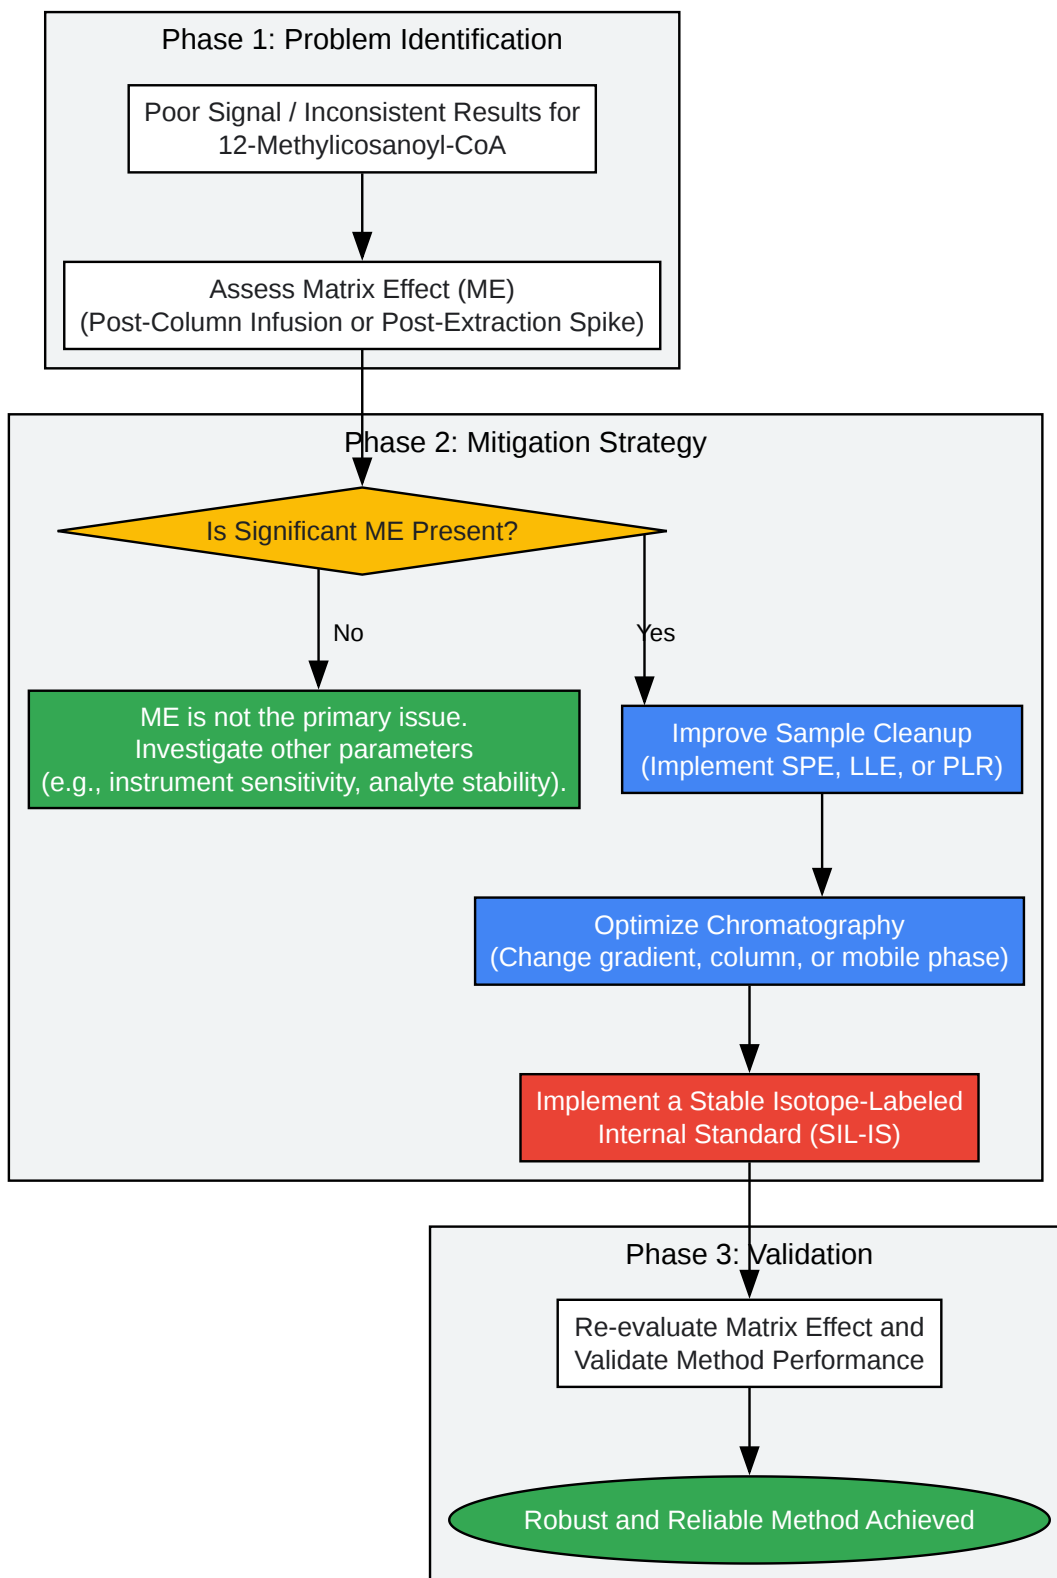 Phase 1: Problem Identification
Poor Signal / Inconsistent Results for
12-Methylicosanoyl-CoA
Assess Matrix Effect (ME)
(Post-Column Infusion or Post-Extraction Spike)
Phase 2: Mitigation Strategy
Is Significant ME Present?
No
Yes
ME is not the primary issue.
Investigate other parameters
(e.g., instrument sensitivity, analyte stability).
Improve Sample Cleanup
(Implement SPE, LLE, or PLR)
Optimize Chromatography
(Change gradient, column, or mobile phase)
Implement a Stable Isotope-Labeled
Internal Standard (SIL-IS)
Phase 3: Validation
Re-evaluate Matrix Effect and
Validate Method Performance
Robust and Reliable Method Achieved